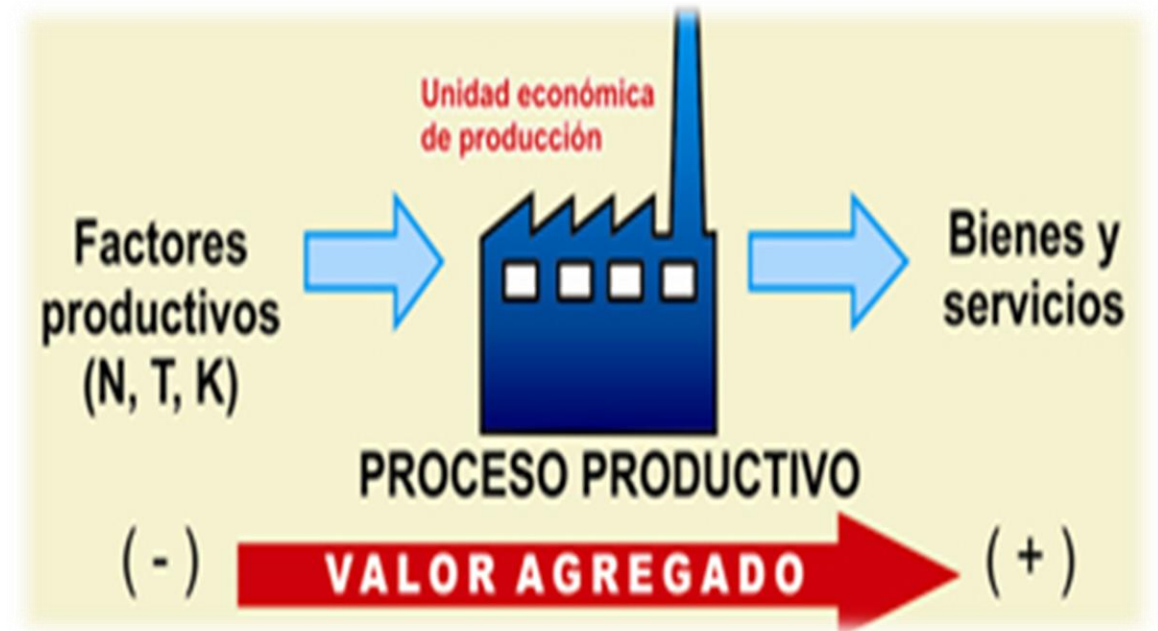 Unidad económica
de producción
Factores
productivos
(N, T, K)
Bienes y
servicios
PROCESO PRODUCTIVO
( - )
VALOR AGREGADO
( + )